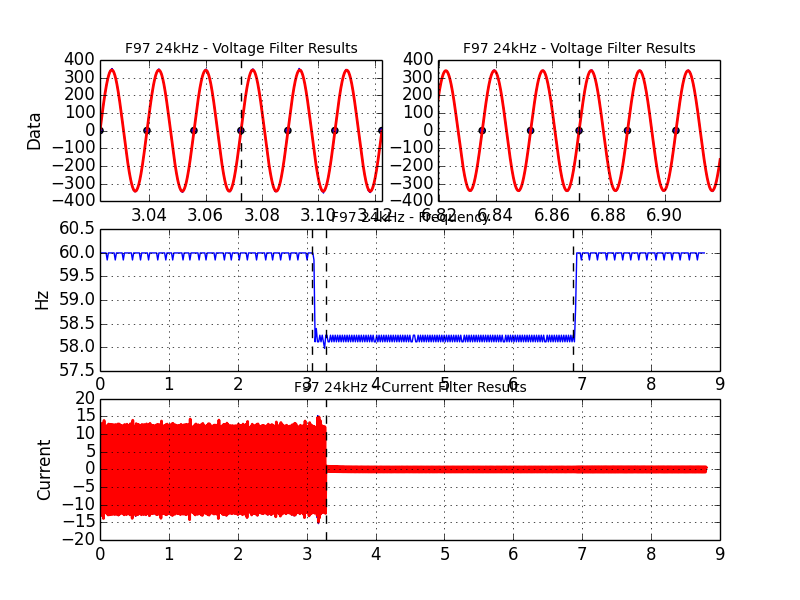 F97 24kHz - Voltage Filter Results F97 24kHz - Voltage Filter Results
400 400
300 300
200 200
100 100
0 0
−100 −100
−200 −200
−300 −300
−400 −400
Data
3.04 3.06 3.08 3.10 3.12 6.82 6.84 6.86 6.88 6.90
F97 24kHz - Frequency
60.5
60.0
59.5
59.0
58.5
58.0
57.5
Hz
0 1 2 3 4 5 6 7 8 9
F97 24kHz - Current Filter Results
20
15
10
5
0
−5
−10
−15
−20
Current
0 1 2 3 4 5 6 7 8 9